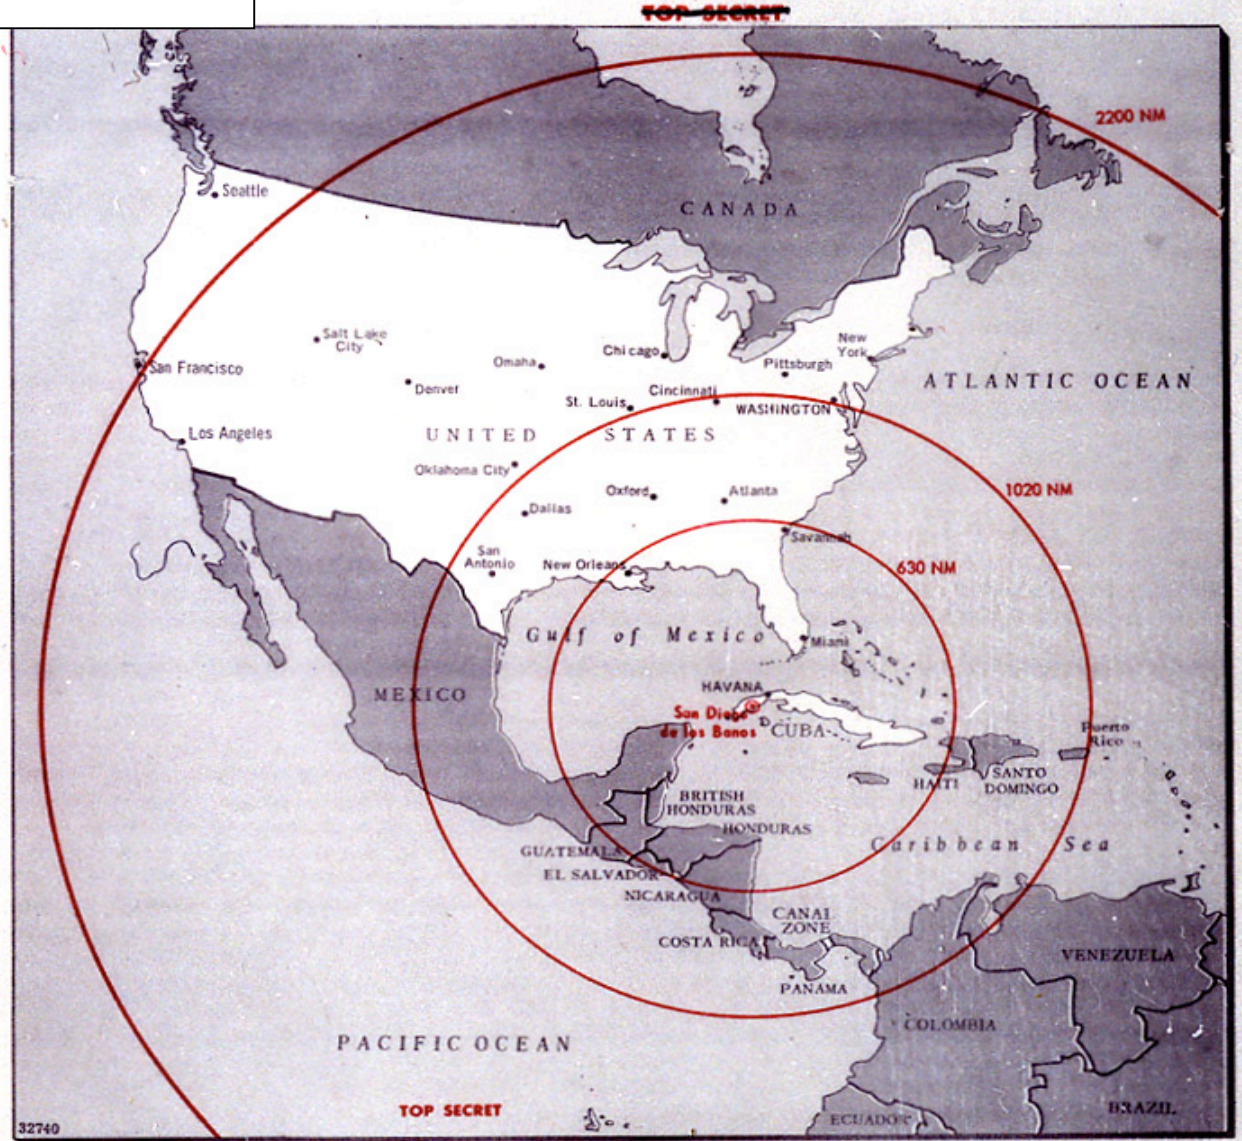 TOP SECRET
2200 NM
Seattle
CANADA
Salt Lake
City
San Francisco
Omaha
Chicago
New
York
Pittsburgh
Denver
Cincinnati
St. Louis
WASHINGTON
ATLANTIC OCEAN
Los Angeles
UNITED STATES
Oklahoma City
1020 NM
Oxford
Atlanta
Dallas
Savannah
San
Antonio
New Orleans
630 NM
Gulf of Mexico
Miami
MEXICO
HAVANA
San Diego
de los Banos
CUBA
Puerto
Rico
HAITI
SANTO
DOMINGO
BRITISH
HONDURAS
HONDURAS
Caribbean Sea
GUATEMALA
EL SALVADOR
NICARAGUA
CANAL
ZONE
COSTA RICA
VENEZUELA
PANAMA
COLOMBIA
PACIFIC OCEAN
TOP SECRET
BRAZIL
ECUADOR
32740